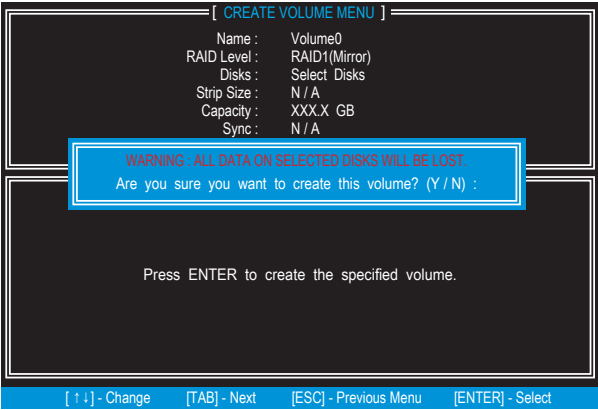 [ CREATE VOLUME MENU ]
Name : Volume0
RAID Level : RAID1(Mirror)
Disks : Select Disks
Strip Size : N / A
Capacity : XXX.X GB
Sync : N / A
WARNING : ALL DATA ON SELECTED DISKS WILL BE LOST.
Are you sure you want to create this volume? (Y / N) :
Press ENTER to create the specified volume.
[ ↑↓] - Change [TAB] - Next [ESC] - Previous Menu [ENTER] - Select